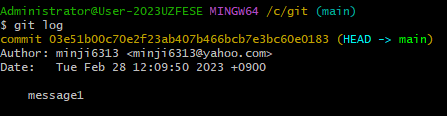 Administrator@User-2023UZFESE MINGW64 /c/git (main)
$ git log
commit 03e51b00c70e2f23ab407b466bcb7e3bc60e0183 (HEAD -> main)
Author: minji6313 <minji6313@yahoo.com>
Date:   Tue Feb 28 12:09:50 2023 +0900
    message1